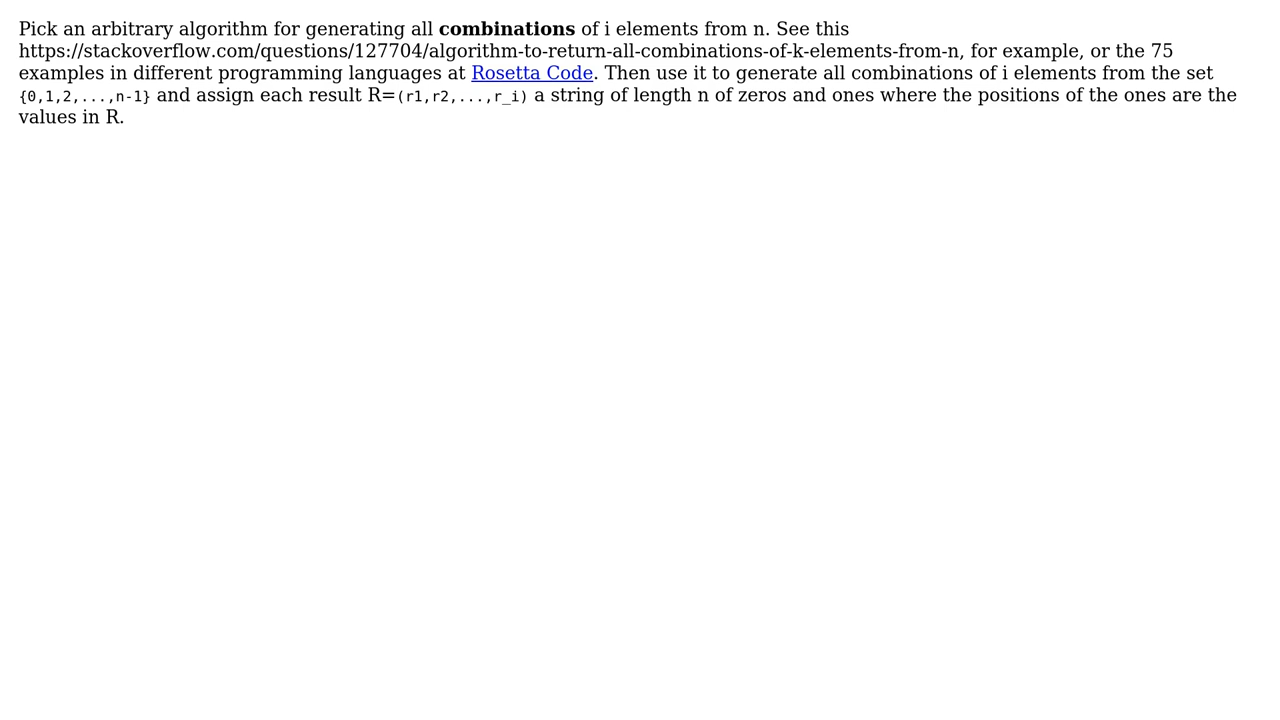 Pick an arbitrary algorithm for generating all combinations of i elements from n. See this
https://stackoverflow.com/questions/127704/algorithm-to-return-all-combinations-of-k-elements-from-n, for example, or the 75
examples in different programming languages at Rosetta Code. Then use it to generate all combinations of i elements from the set
{0,1,2,...,n-1} and assign each result R=(r1,r2,...,r_i) a string of length n of zeros and ones where the positions of the ones are the
values in R.